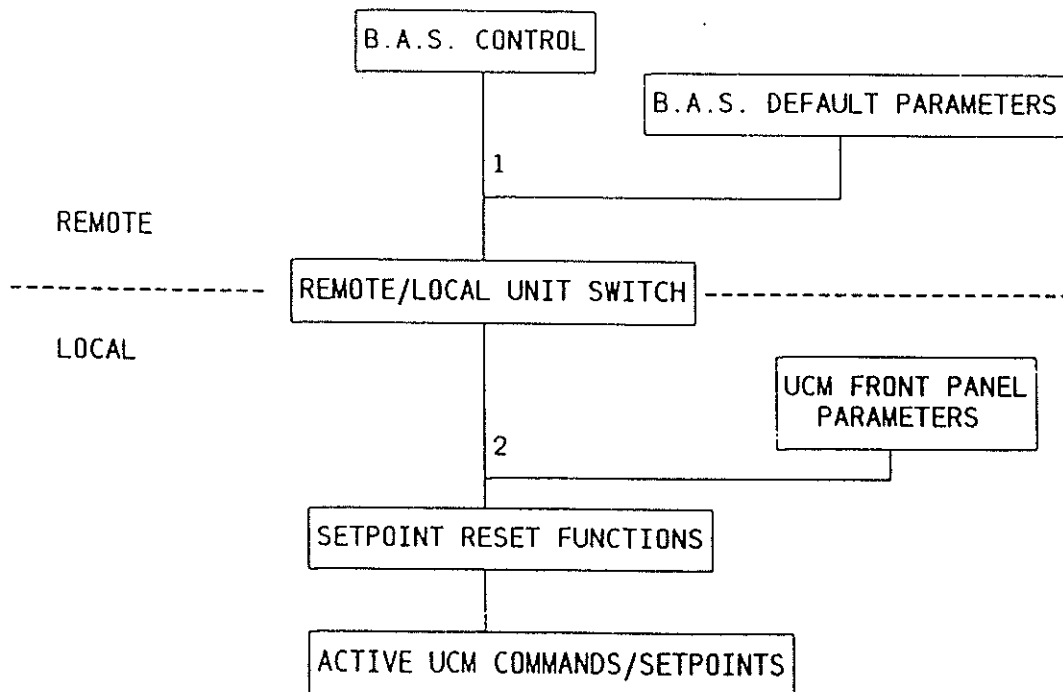 B.A.S. CONTROL
B.A.S. DEFAULT PARAMETERS
1
REMOTE
REMOTE/LOCAL UNIT SWITCH
LOCAL
UCM FRONT PANEL
PARAMETERS
2
SETPOINT RESET FUNCTIONS
ACTIVE UCM COMMANDS/SETPOINTS